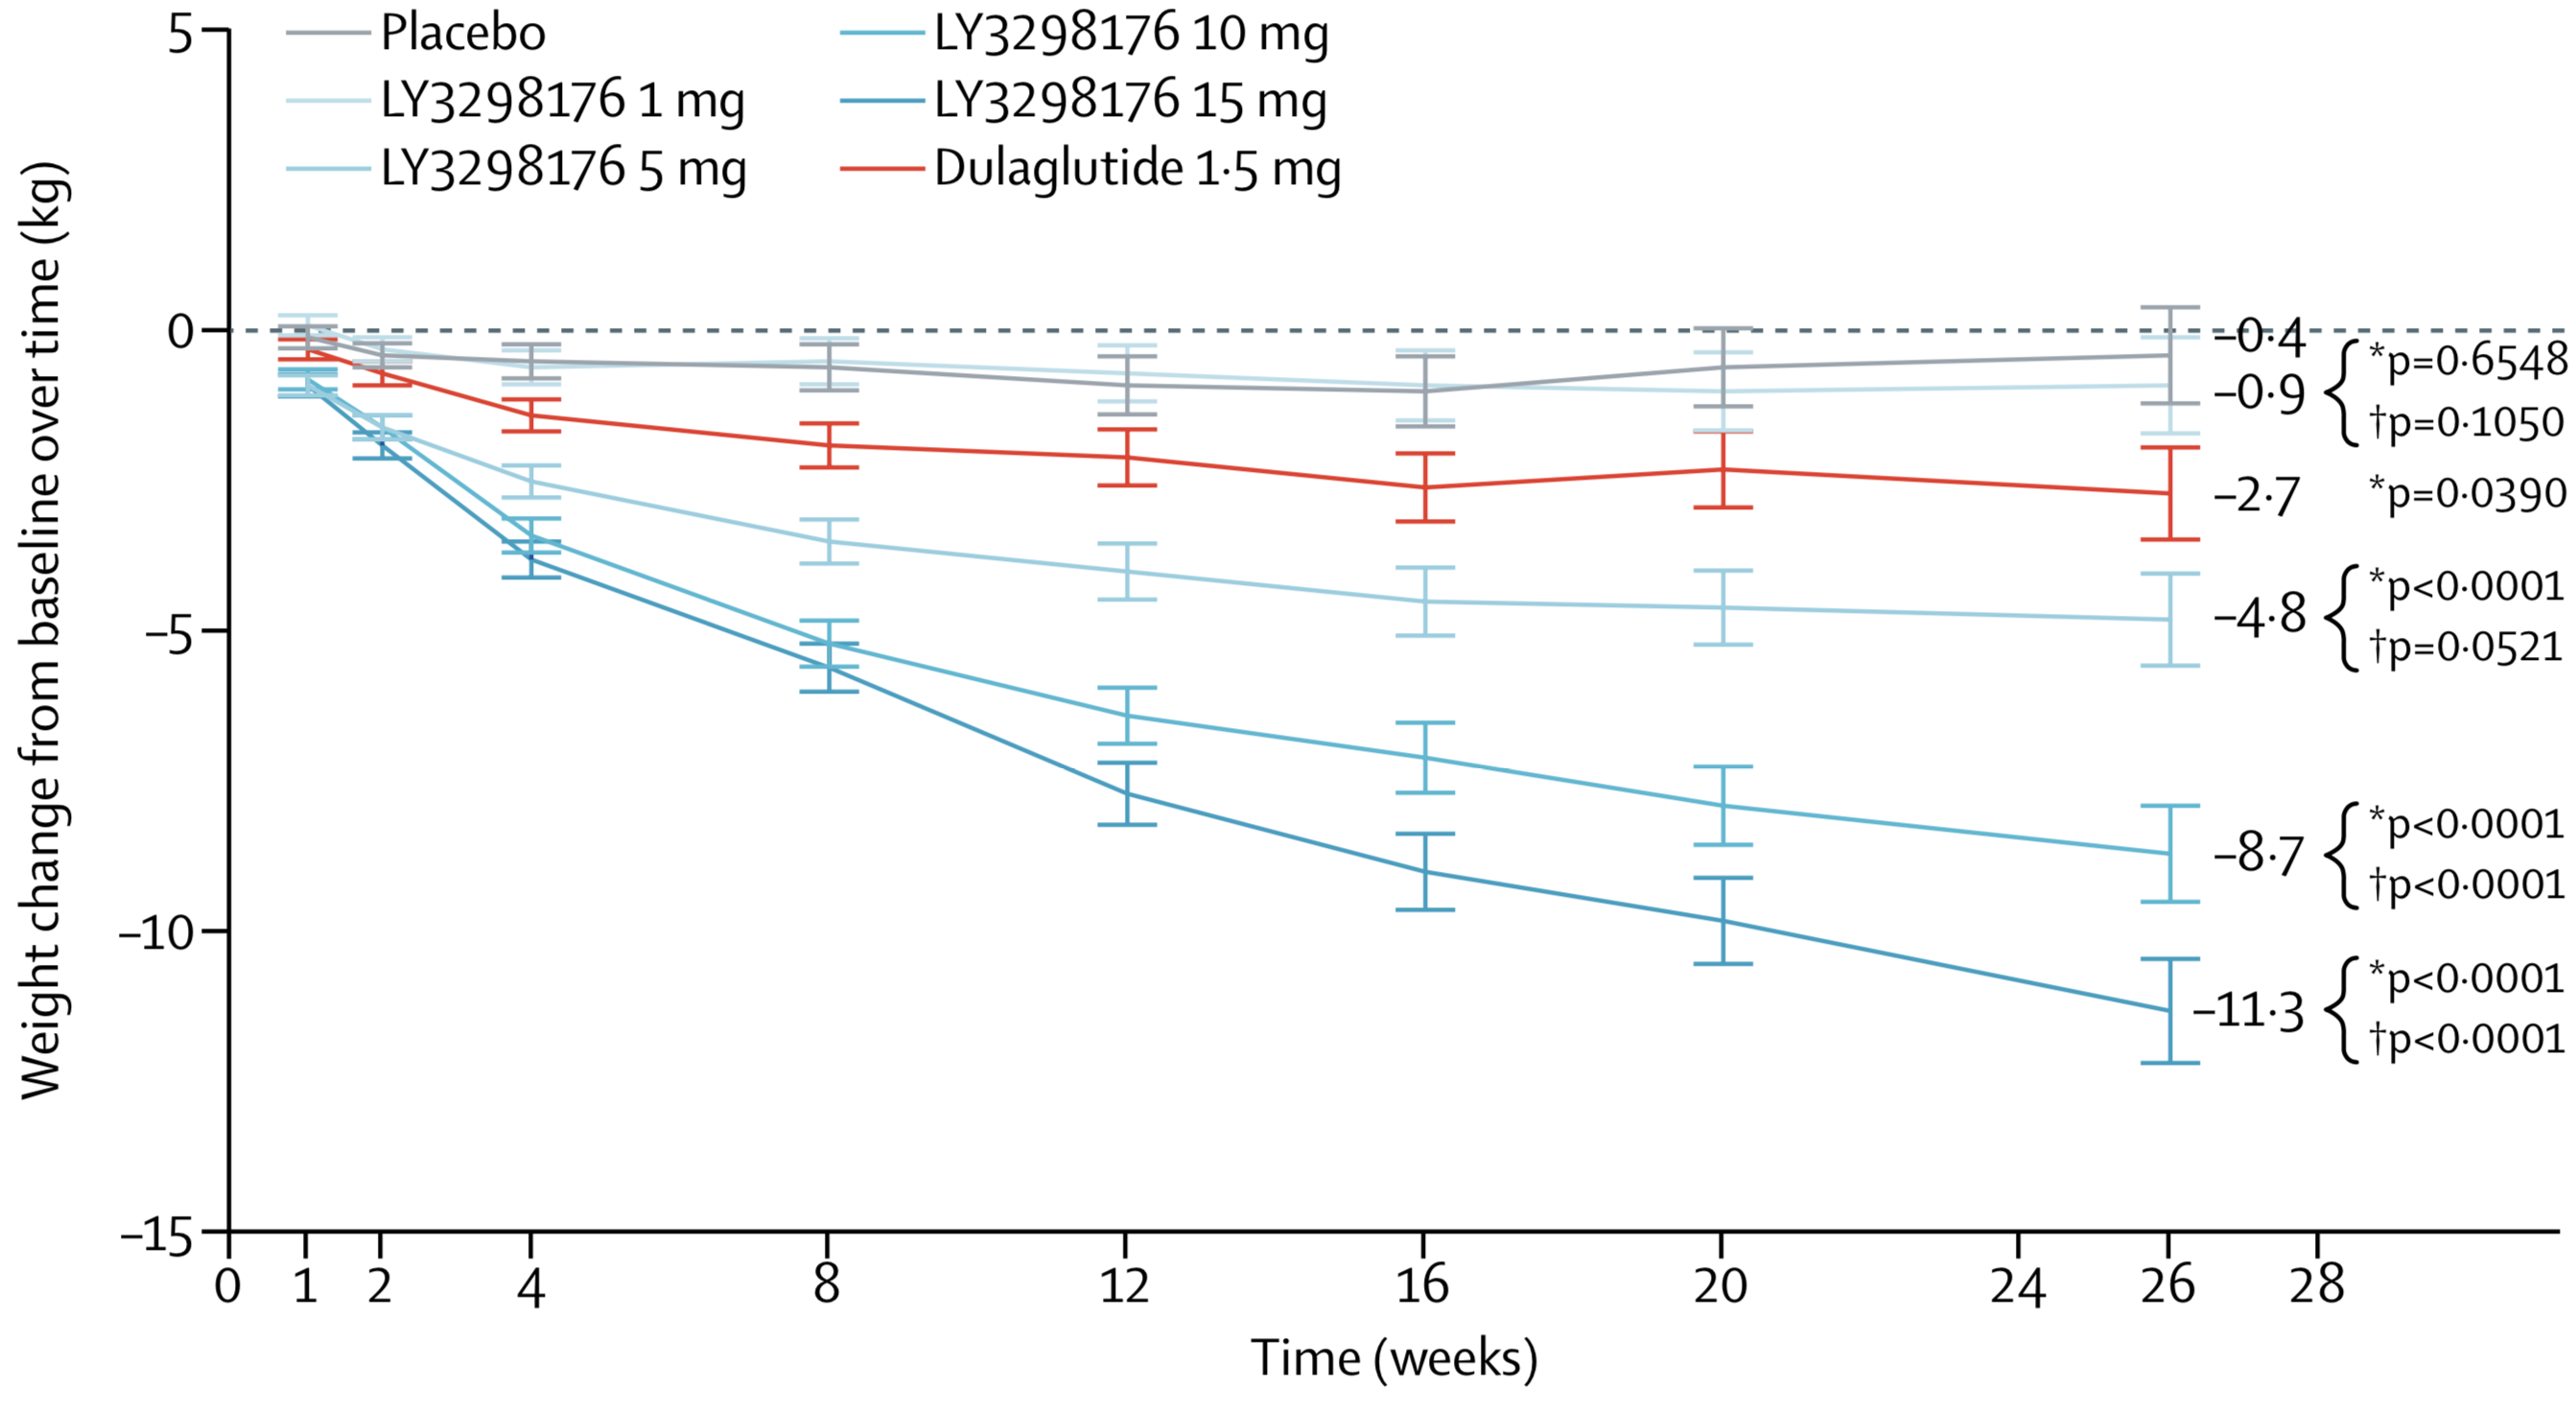 Placebo
LY3298176 1 mg
LY3298176 5 mg
LY3298176 10 mg
LY3298176 15 mg
Dulaglutide 1·5 mg
Weight change from baseline over time (kg)
5
0
–5
–10
–15
–0·4
–0·9
*p=0·6548
†p=0·1050
–2·7 *p=0·0390
–4·8
*p<0·0001
†p=0·0521
–8·7
*p<0·0001
†p<0·0001
–11·3
*p<0·0001
†p<0·0001
0 1 2 4 8 12 16 20 24 26 28
Time (weeks)